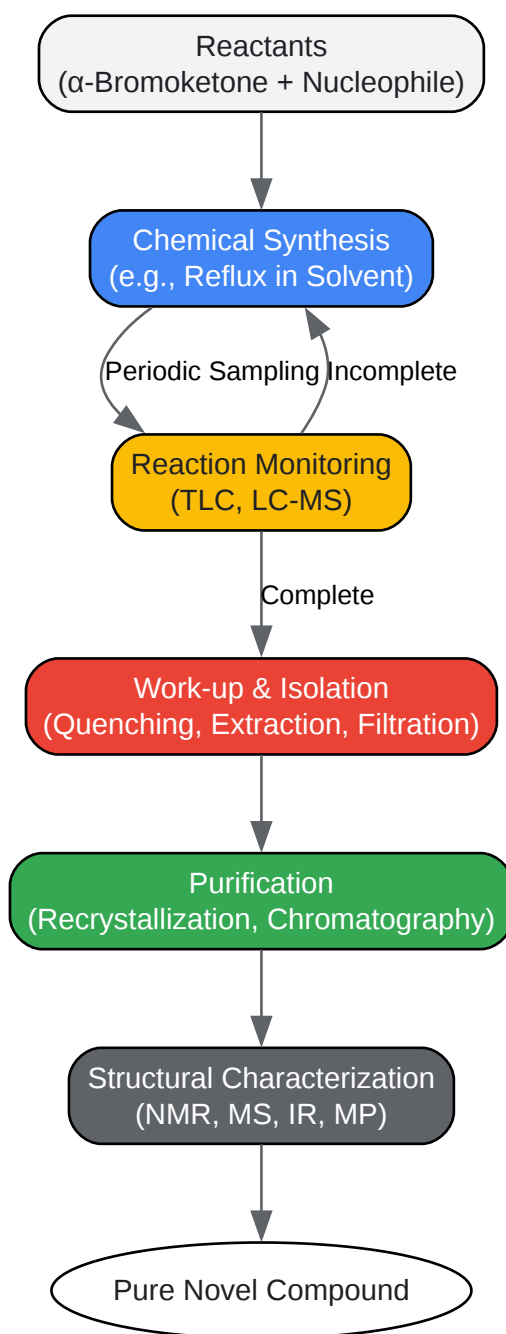 Reactants
(α-Bromoketone + Nucleophile)
Chemical Synthesis
(e.g., Reflux in Solvent)
Periodic Sampling
Incomplete
Reaction Monitoring
(TLC, LC-MS)
Complete
Work-up & Isolation
(Quenching, Extraction, Filtration)
Purification
(Recrystallization, Chromatography)
Structural Characterization
(NMR, MS, IR, MP)
Pure Novel Compound